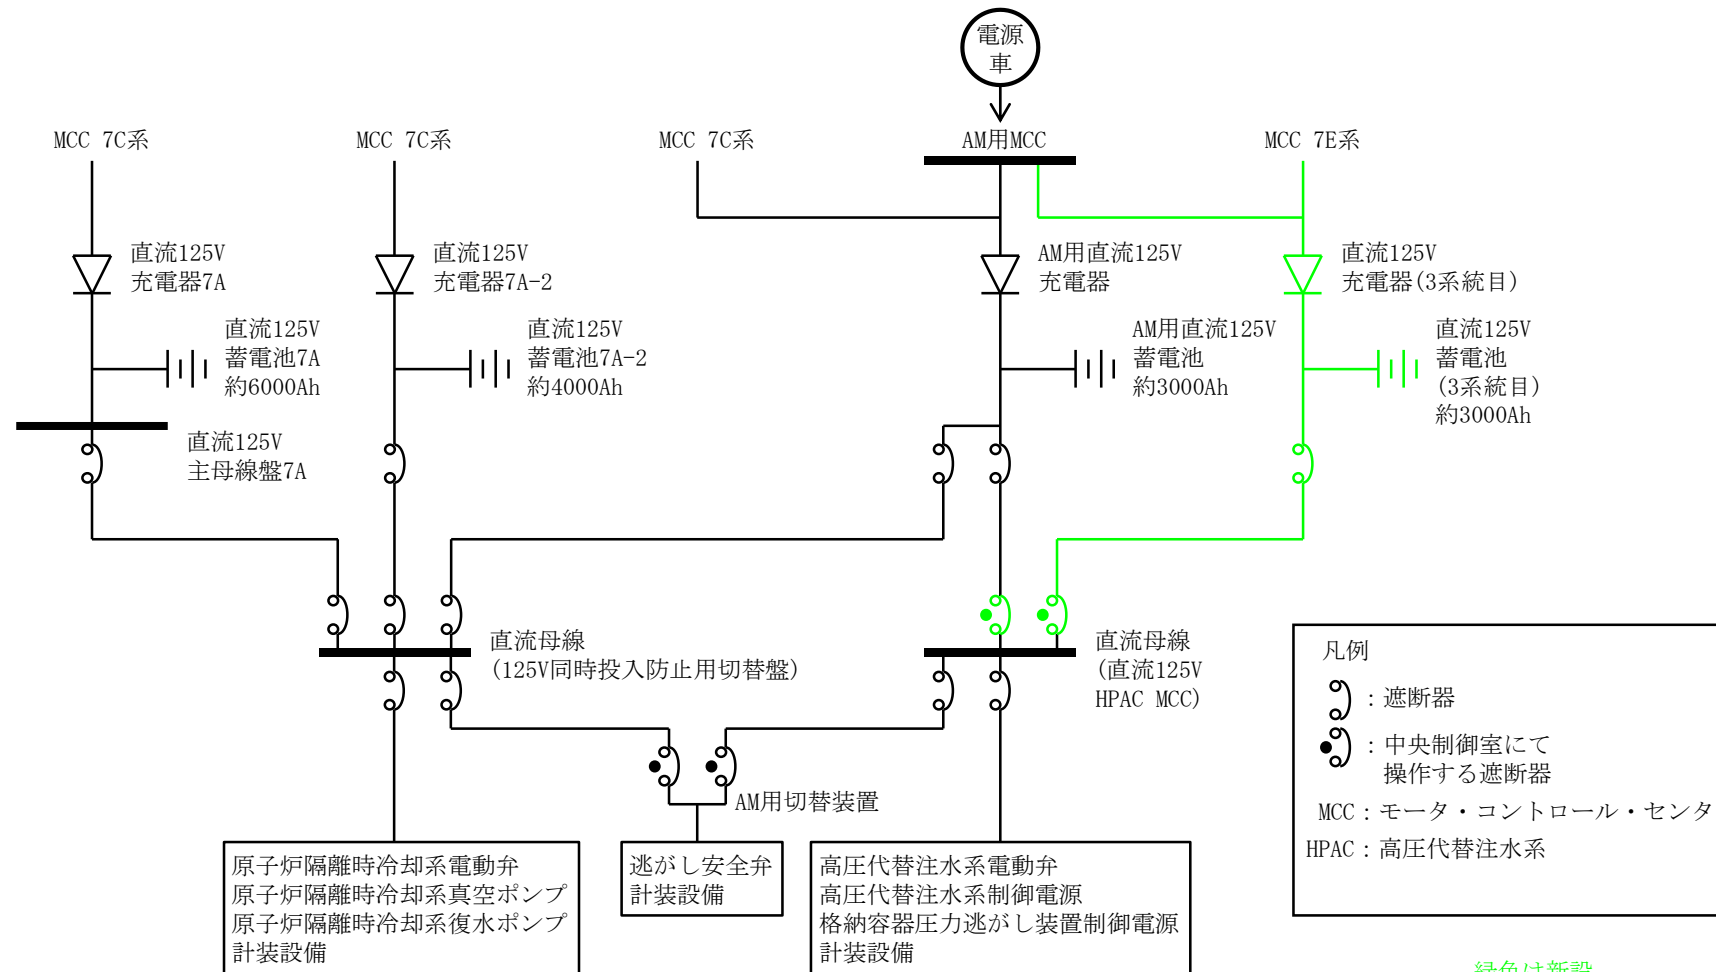 電源
車
MCC 7C系
MCC 7C系
MCC 7C系
AM用MCC
MCC 7E系
直流125V
充電器7A
直流125V
充電器7A-2
AM用直流125V
充電器
直流125V
充電器(3系統目)
直流125V
蓄電池7A
約6000Ah
直流125V
蓄電池7A-2
約4000Ah
AM用直流125V
蓄電池
約3000Ah
直流125V
蓄電池
(3系統目)
約3000Ah
直流125V
主母線盤7A
直流母線
(125V同時投入防止用切替盤)
直流母線
(直流125V
HPAC MCC)
AM用切替装置
原子炉隔離時冷却系電動弁
原子炉隔離時冷却系真空ポンプ
原子炉隔離時冷却系復水ポンプ
計装設備
逃がし安全弁
計装設備
高圧代替注水系電動弁
高圧代替注水系制御電源
格納容器圧力逃がし装置制御電源
計装設備
凡例
：遮断器
：中央制御室にて
操作する遮断器
MCC：モータ・コントロール・センタ
HPAC：高圧代替注水系
緑色は新設